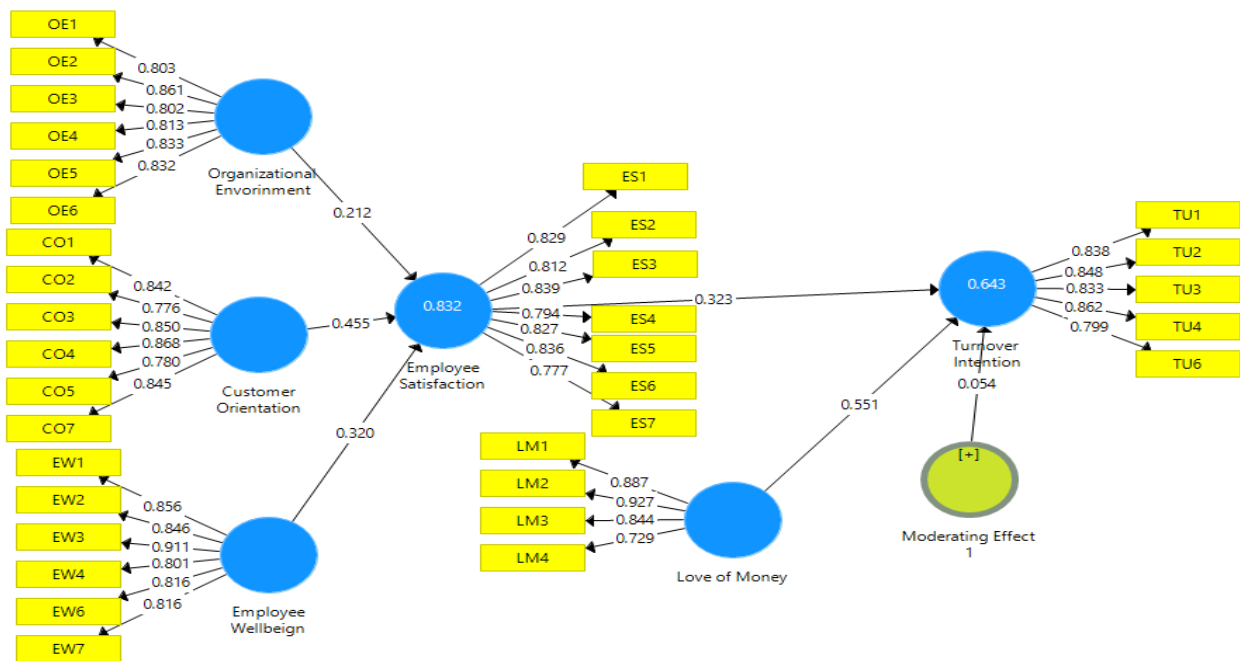 OE1
OE2
OE3
OE4
OE5
OE6
0.803
0.861
0.802
0.813
0.833
0.832
Organizational
Envorinment
0.212
CO1
CO2
CO3
CO4
CO5
CO7
0.842
0.776
0.850
0.868
0.780
0.845
Customer
Orientation
0.455
EW1
EW2
EW3
EW4
EW6
EW7
0.856
0.846
0.911
0.801
0.816
0.816
Employee
Wellbeign
0.320
0.832
Employee
Satisfaction
ES1
ES2
ES3
ES4
ES5
ES6
ES7
0.829
0.812
0.839
0.794
0.827
0.836
0.777
0.323
LM1
LM2
LM3
LM4
0.887
0.927
0.844
0.729
Love of Money
0.551
0.643
Turnover
Intention
0.054
[+]
Moderating Effect
1
TU1
TU2
TU3
TU4
TU6
0.838
0.848
0.833
0.862
0.799